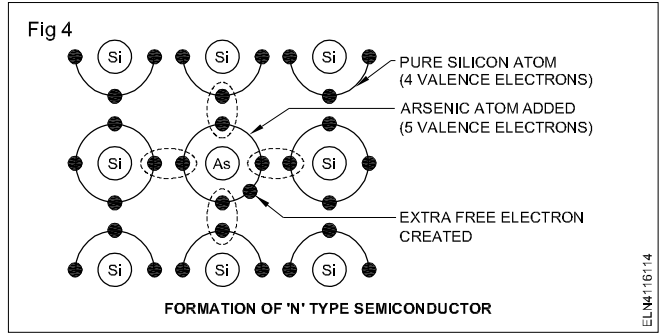 Fig 4
Si Si Si
PURE SILICON ATOM
(4 VALENCE ELECTRONS)
ARSENIC ATOM ADDED
(5 VALENCE ELECTRONS)
Si As Si
EXTRA FREE ELECTRON
CREATED
Si Si Si
FORMATION OF 'N' TYPE SEMICONDUCTOR
ELN4116114